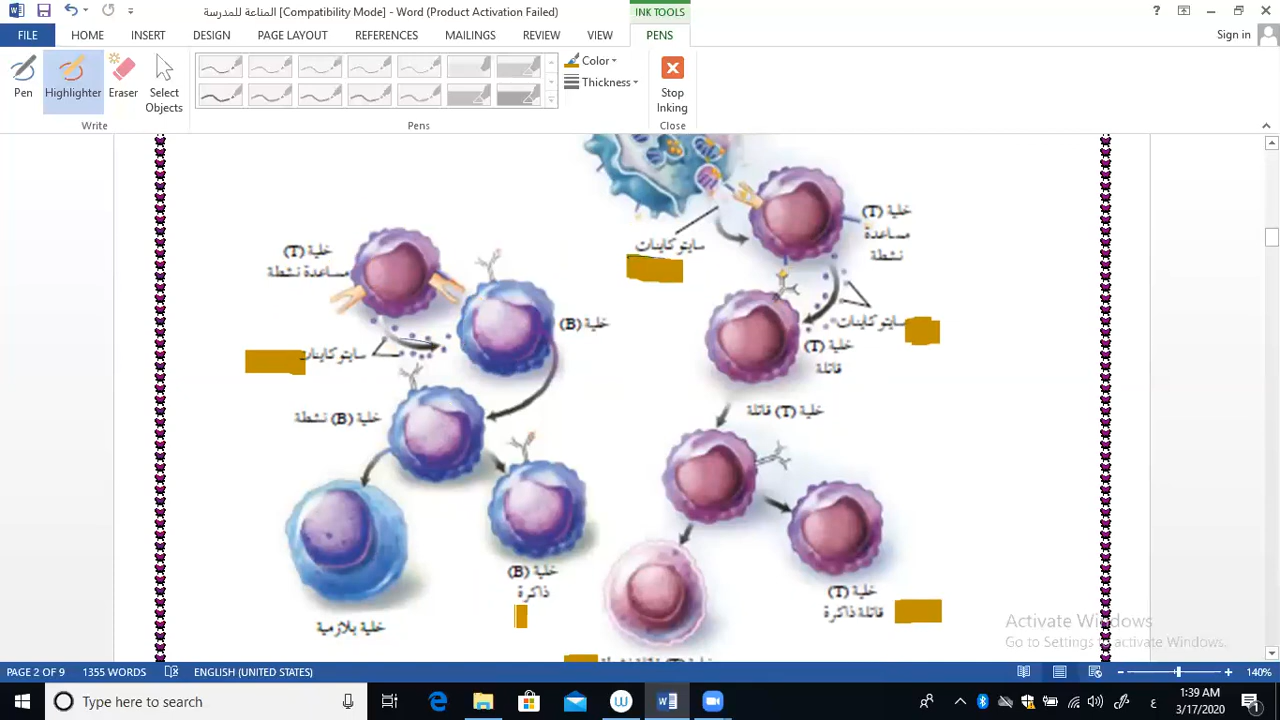 المناعة للمدرسة [Compatibility Mode] - Word (Product Activation Failed)
INK TOOLS
FILE
HOME
INSERT
DESIGN
PAGE LAYOUT
REFERENCES
MAILINGS
REVIEW
VIEW
PENS
Sign in
Pen
Highlighter
Eraser
Select Objects
Color
Thickness
Stop Inking
Write
Pens
Close
خلية (T)
مساعدة
نشطة
سايتوكاينات
خلية (T)
مساعدة نشطة
خلية (B)
سايتوكاينات
سايتوكاينات
خلية (T)
قاتلة
خلية (T) قاتلة
خلية (B) نشطة
خلية (B)
ذاكرة
خلية (T)
قاتلة ذاكرة
خلية بلازمية
Activate Windows
Go to Settings to activate Windows.
PAGE 2 OF 9
1355 WORDS
ENGLISH (UNITED STATES)
140%
Type here to search
ع
1:39 AM
3/17/2020